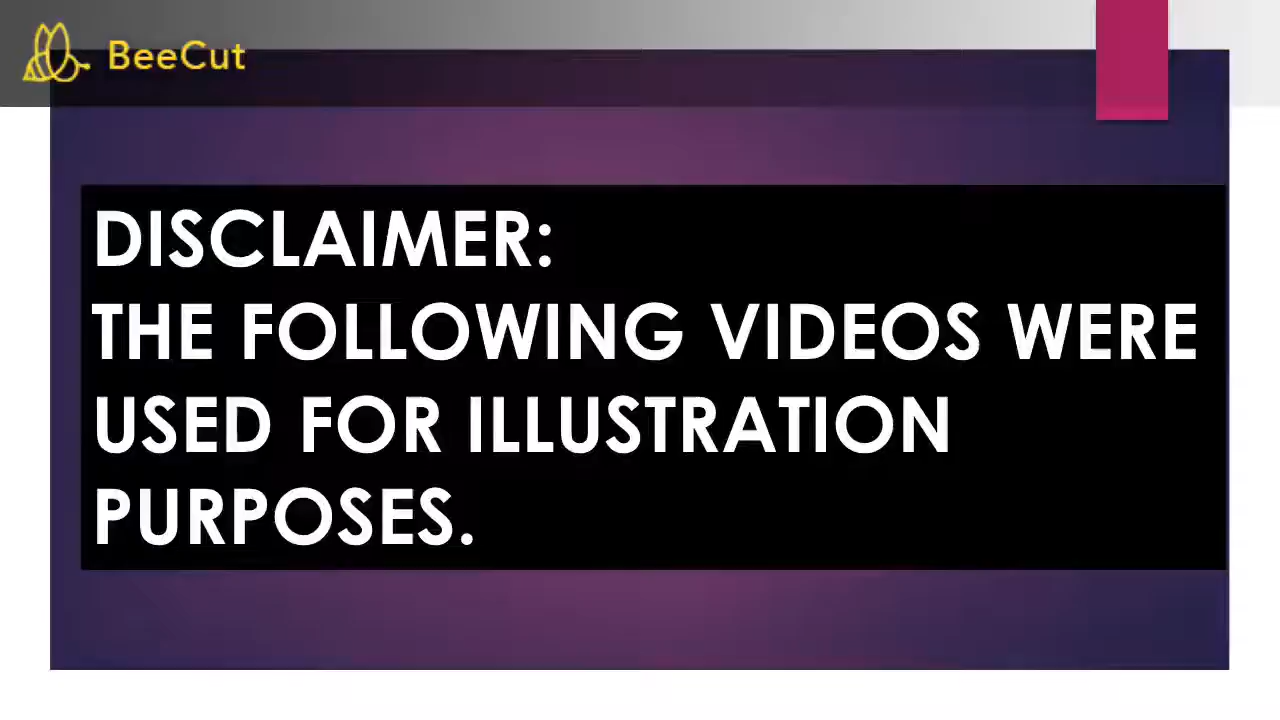 BeeCut
DISCLAIMER:
THE FOLLOWING VIDEOS WERE
USED FOR ILLUSTRATION
PURPOSES.